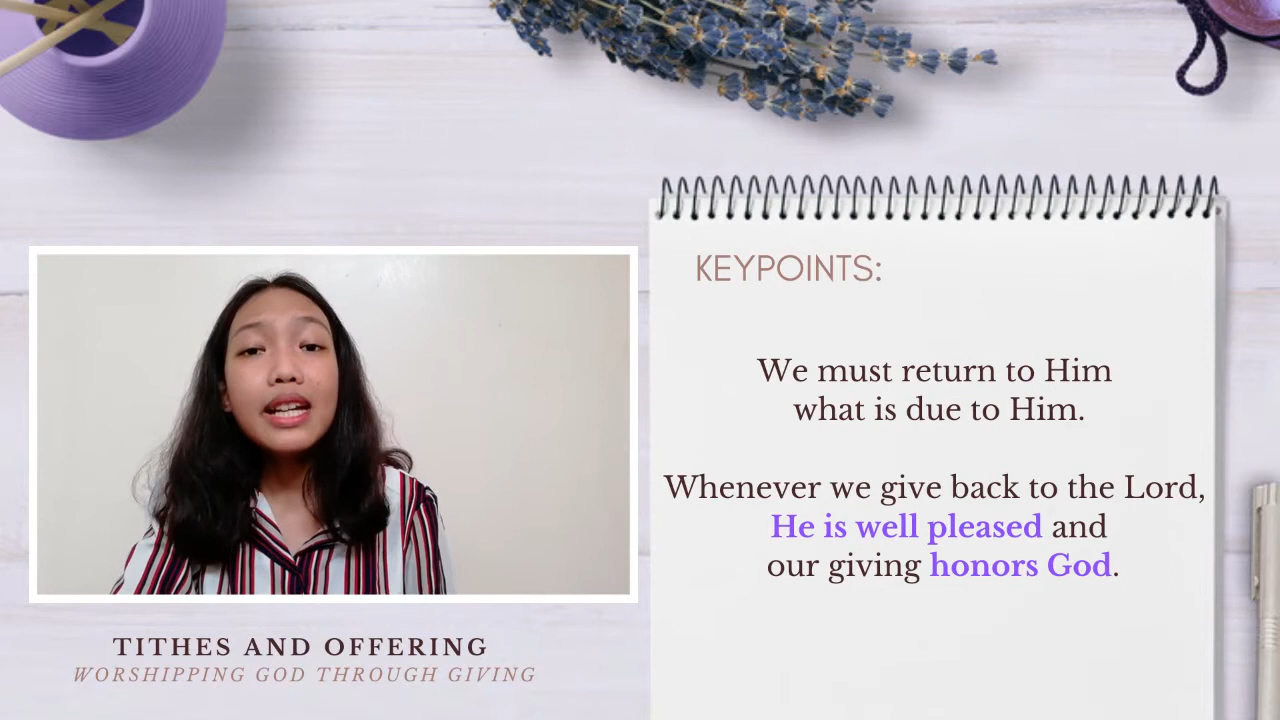 KEYPOINTS:
We must return to Him
what is due to Him.
Whenever we give back to the Lord,
He is well pleased and
our giving honors God.
TITHES AND OFFERING
WORSHIPPING GOD THROUGH GIVING